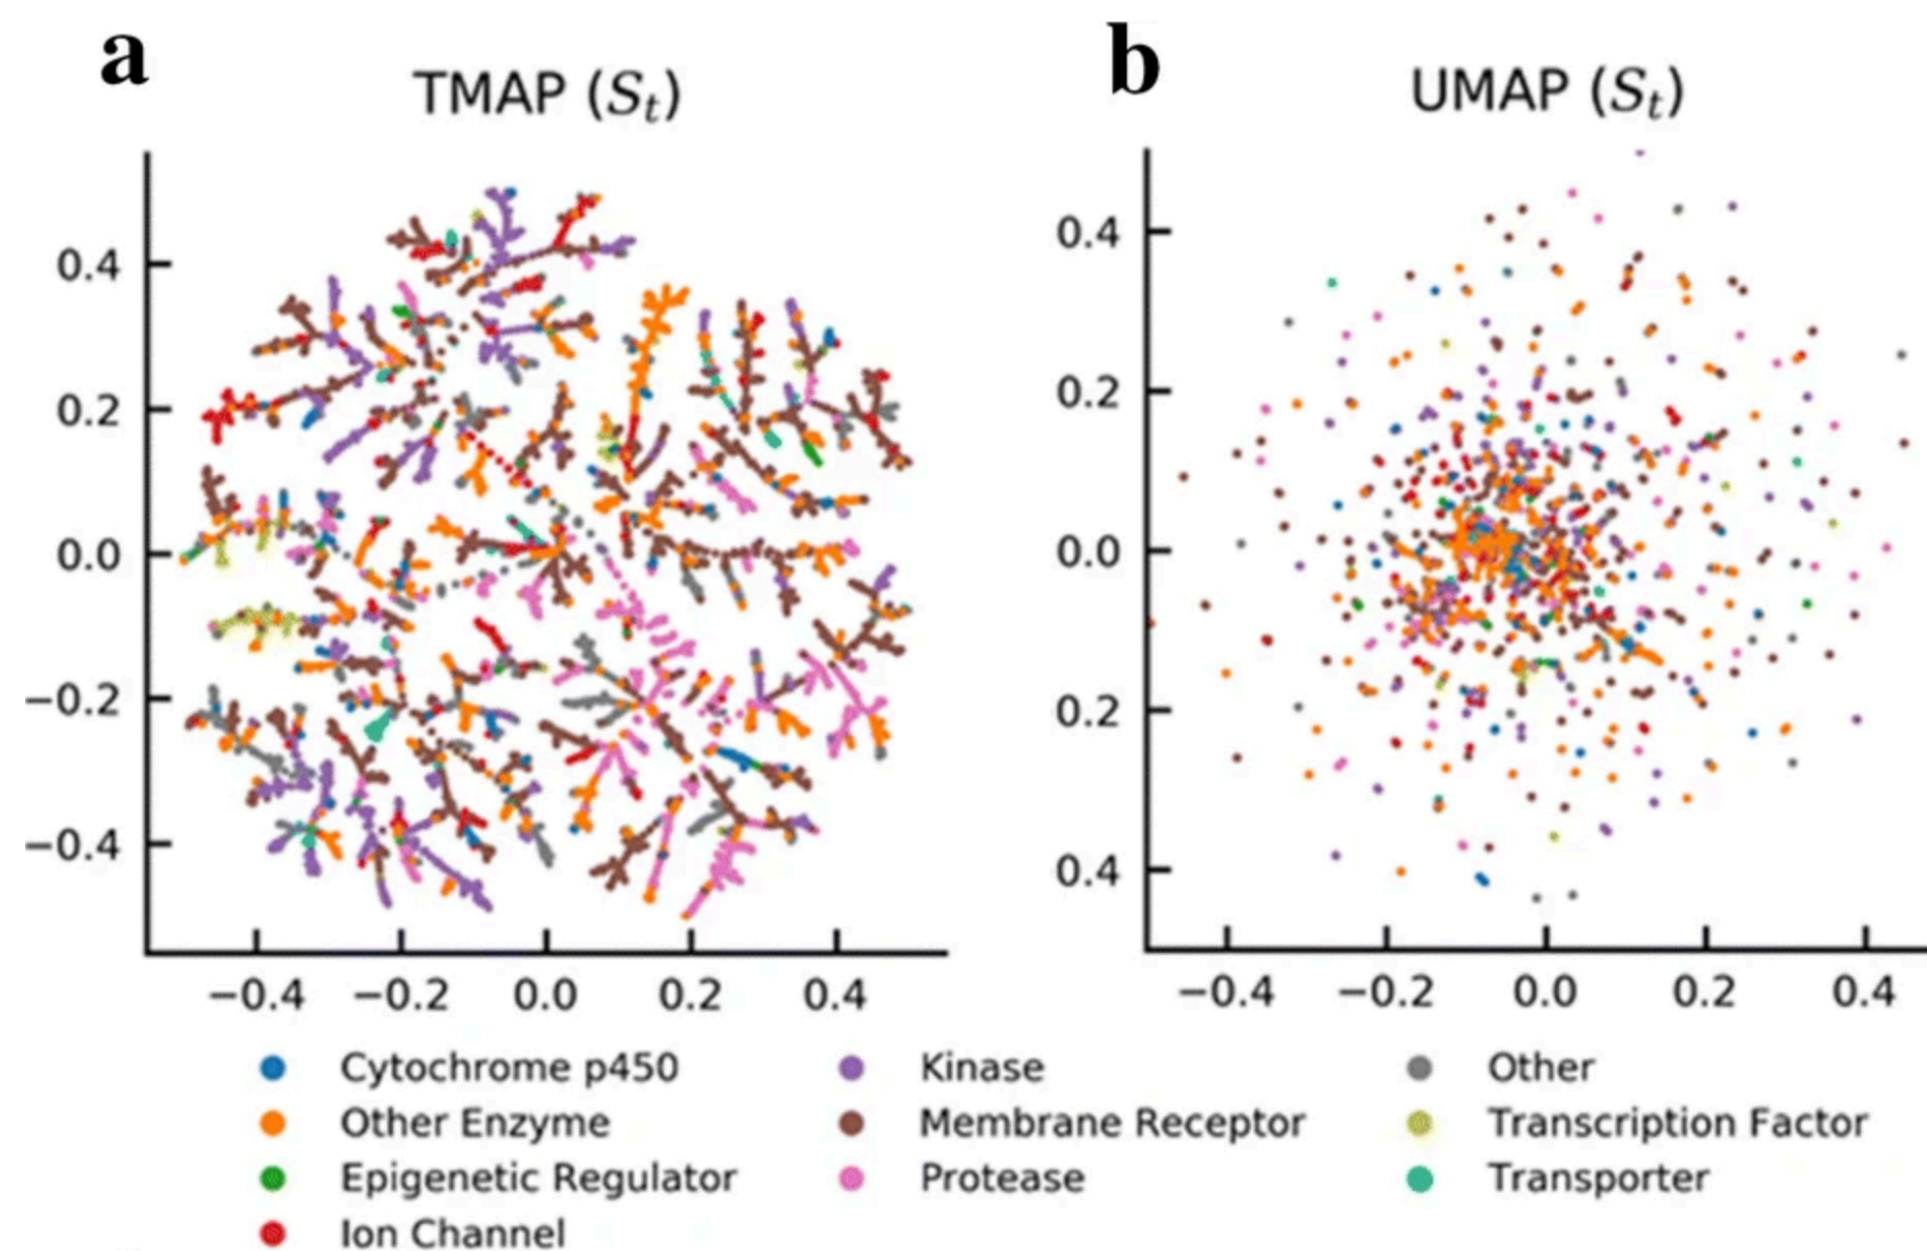 a
TMAP (St)
0.4
0.2
0.0
−0.2
−0.4
−0.4 −0.2 0.0 0.2 0.4
b
UMAP (St)
0.4
0.2
0.0
0.2
0.4
−0.4 −0.2 0.0 0.2 0.4
Cytochrome p450
Other Enzyme
Epigenetic Regulator
Ion Channel
Kinase
Membrane Receptor
Protease
Other
Transcription Factor
Transporter